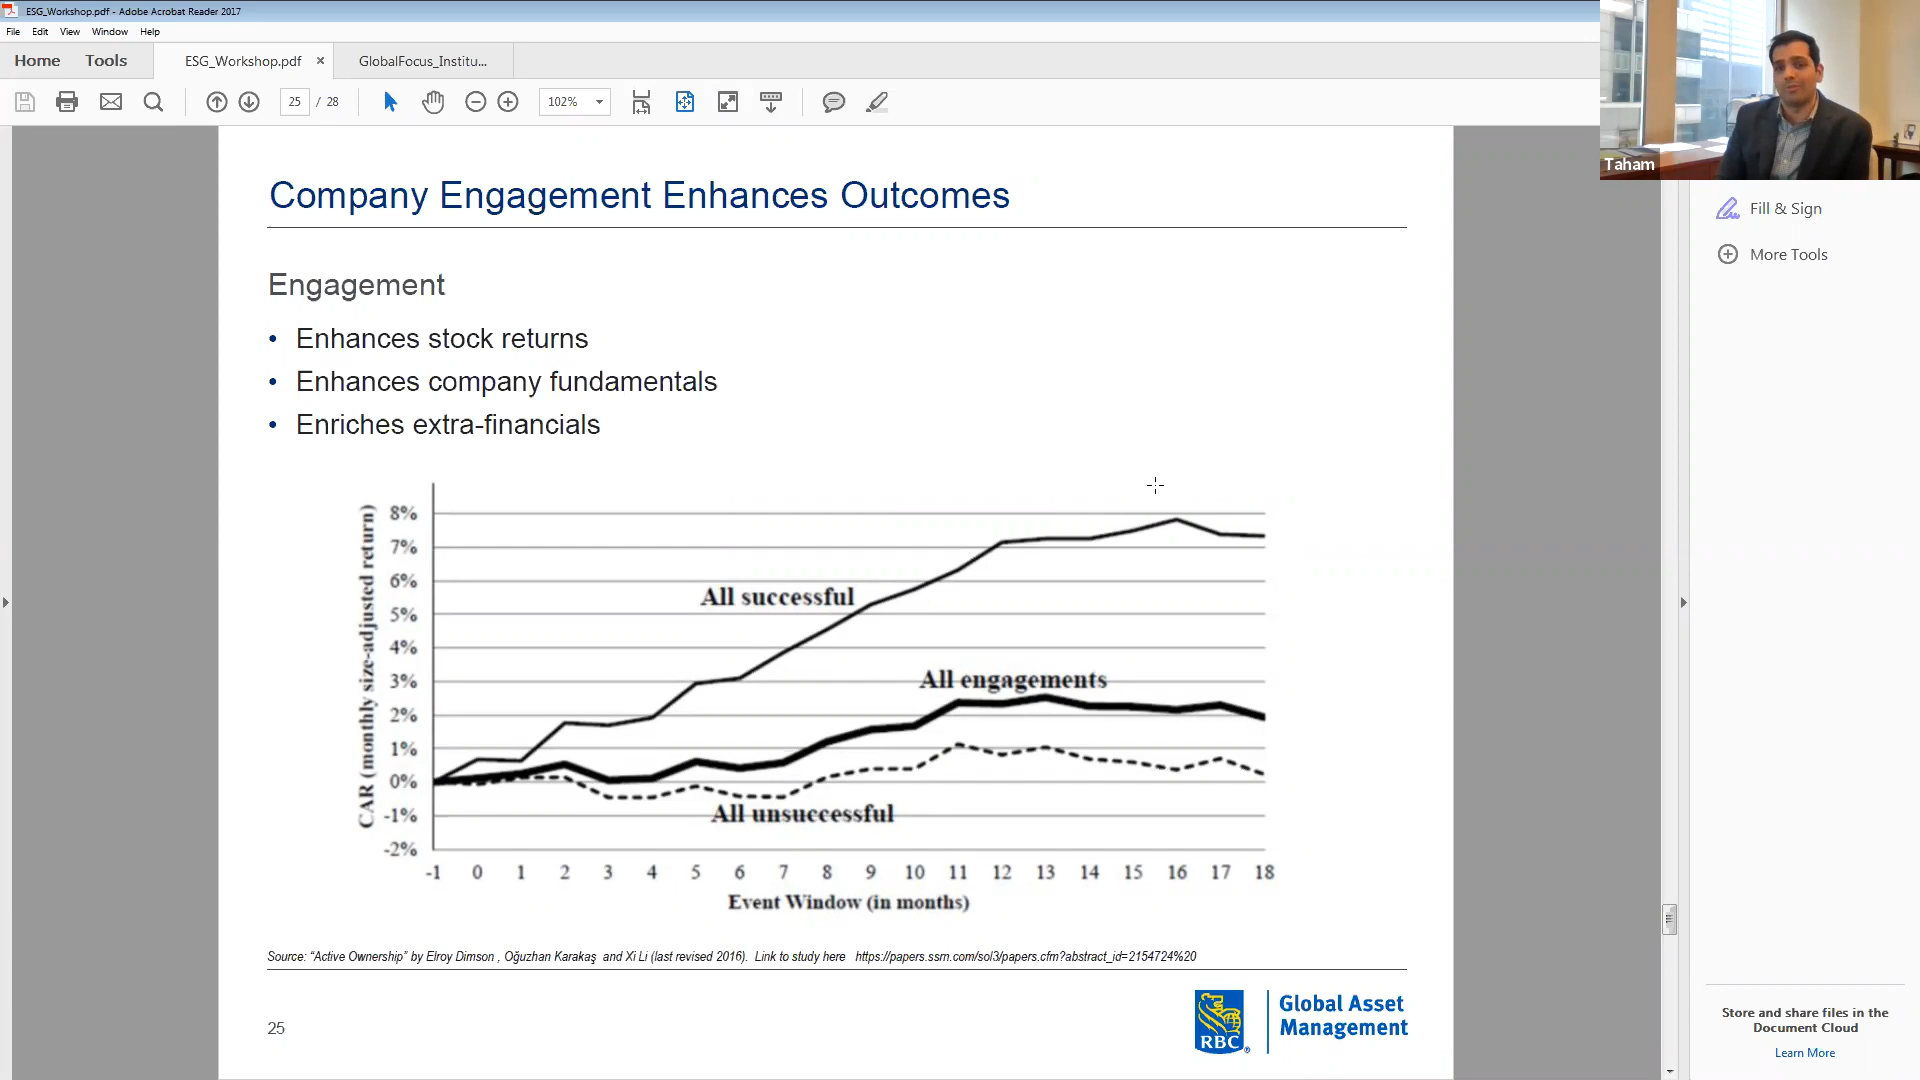 ESG_Workshop.pdf - Adobe Acrobat Reader 2017
File Edit View Window Help
Home Tools ESG_Workshop.pdf × GlobalFocus_Institu...
25 / 28 102%
Taham
Fill & Sign
More Tools
Company Engagement Enhances Outcomes
Engagement
• Enhances stock returns
• Enhances company fundamentals
• Enriches extra-financials
CAR (monthly size-adjusted return)
8%
7%
6%
5%
4%
3%
2%
1%
0%
-1%
-2%
All successful
All engagements
All unsuccessful
-1 0 1 2 3 4 5 6 7 8 9 10 11 12 13 14 15 16 17 18
Event Window (in months)
Source: “Active Ownership” by Elroy Dimson , Oğuzhan Karakaş and Xi Li (last revised 2016). Link to study here https://papers.ssrn.com/sol3/papers.cfm?abstract_id=2154724%20
25
RBC®
Global Asset
Management
Store and share files in the
Document Cloud
Learn More